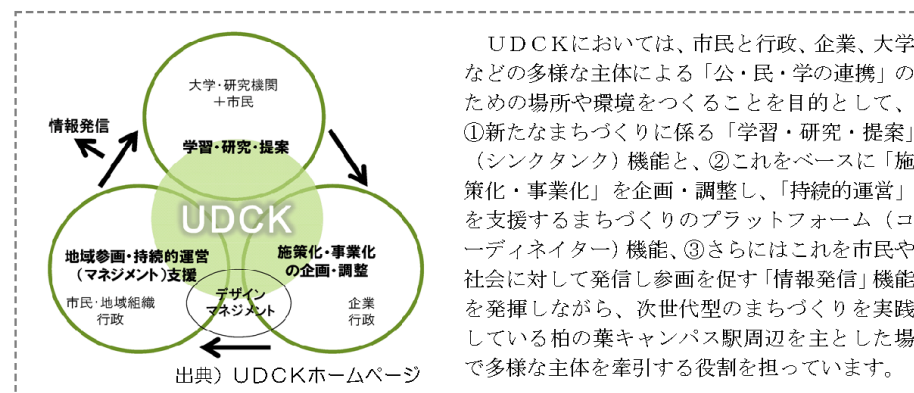 大学・研究機関
＋市民
情報発信
学習・研究・提案
UDCK
地域参画・持続的運営
（マネジメント）支援
市民・地域組織
行政
施策化・事業化
の企画・調整
企業
行政
デザイン
マネジメント
出典）ＵＤＣＫホームページ
ＵＤＣＫにおいては、市民と行政、企業、大学
などの多様な主体による「公・民・学の連携」の
ための場所や環境をつくることを目的として、
①新たなまちづくりに係る「学習・研究・提案」
（シンクタンク）機能と、②これをベースに「施
策化・事業化」を企画・調整し、「持続的運営」
を支援するまちづくりのプラットフォーム（コ
ーディネイター）機能、③さらにはこれを市民や
社会に対して発信し参画を促す「情報発信」機能
を発揮しながら、次世代型のまちづくりを実践
している柏の葉キャンパス駅周辺を主とした場
で多様な主体を牽引する役割を担っています。